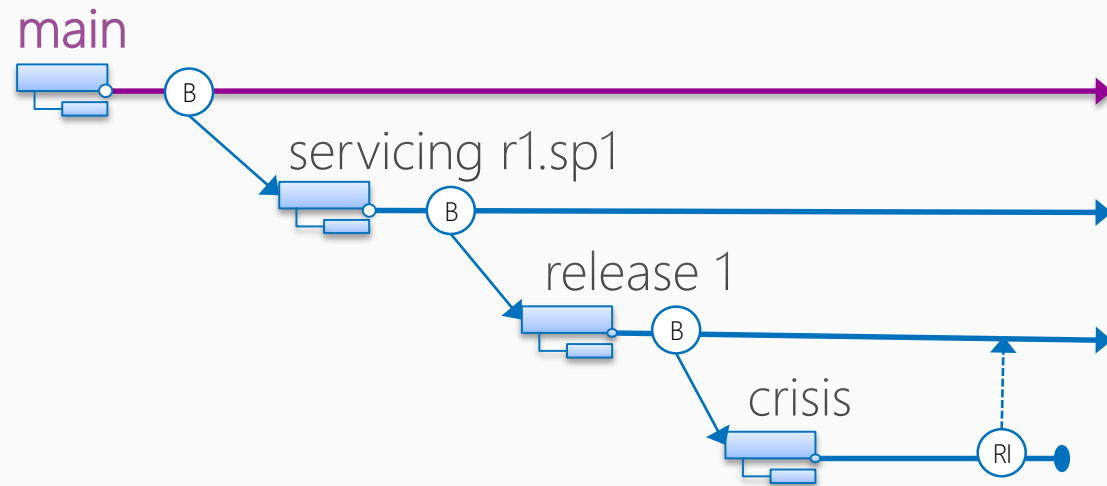 main
B
servicing r1.sp1
B
release 1
B
crisis
RI